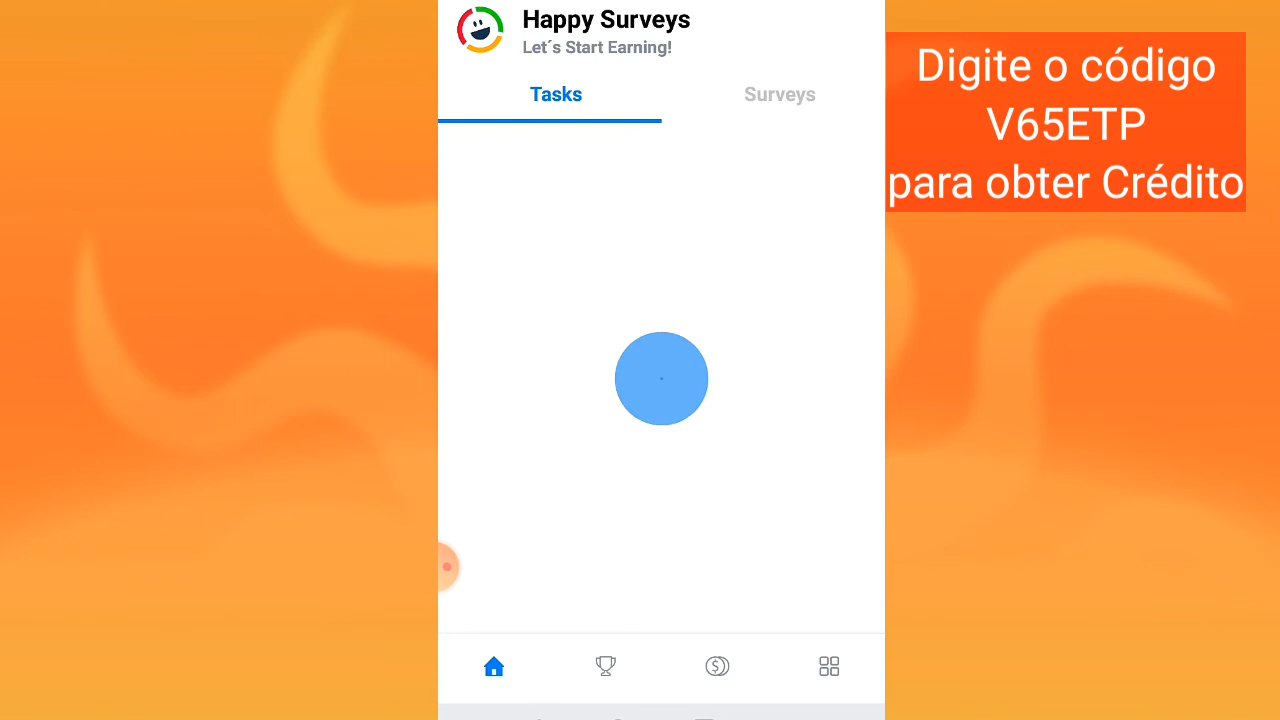 Happy Surveys
Let´s Start Earning!
Tasks
Surveys
Digite o código
V65ETP
para obter Crédito